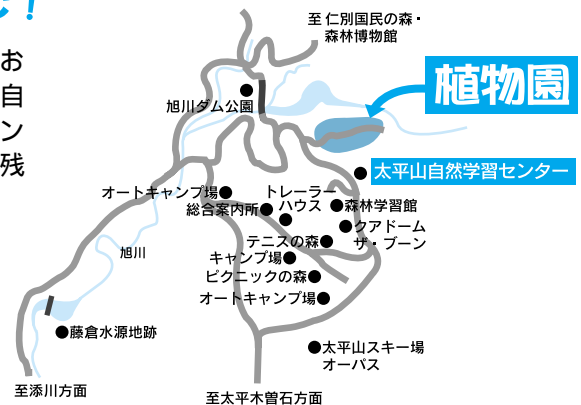 ！
お
自
ン
残
至 仁別国民の森・
森林博物館
植物園
旭川ダム公園
太平山自然学習センター
オートキャンプ場
トレーラー
ハウス
総合案内所
森林学習館
クアドーム
ザ・ブーン
テニスの森
旭川
キャンプ場
ピクニックの森
オートキャンプ場
藤倉水源地跡
太平山スキー場
オーパス
至添川方面
至太平木曽石方面